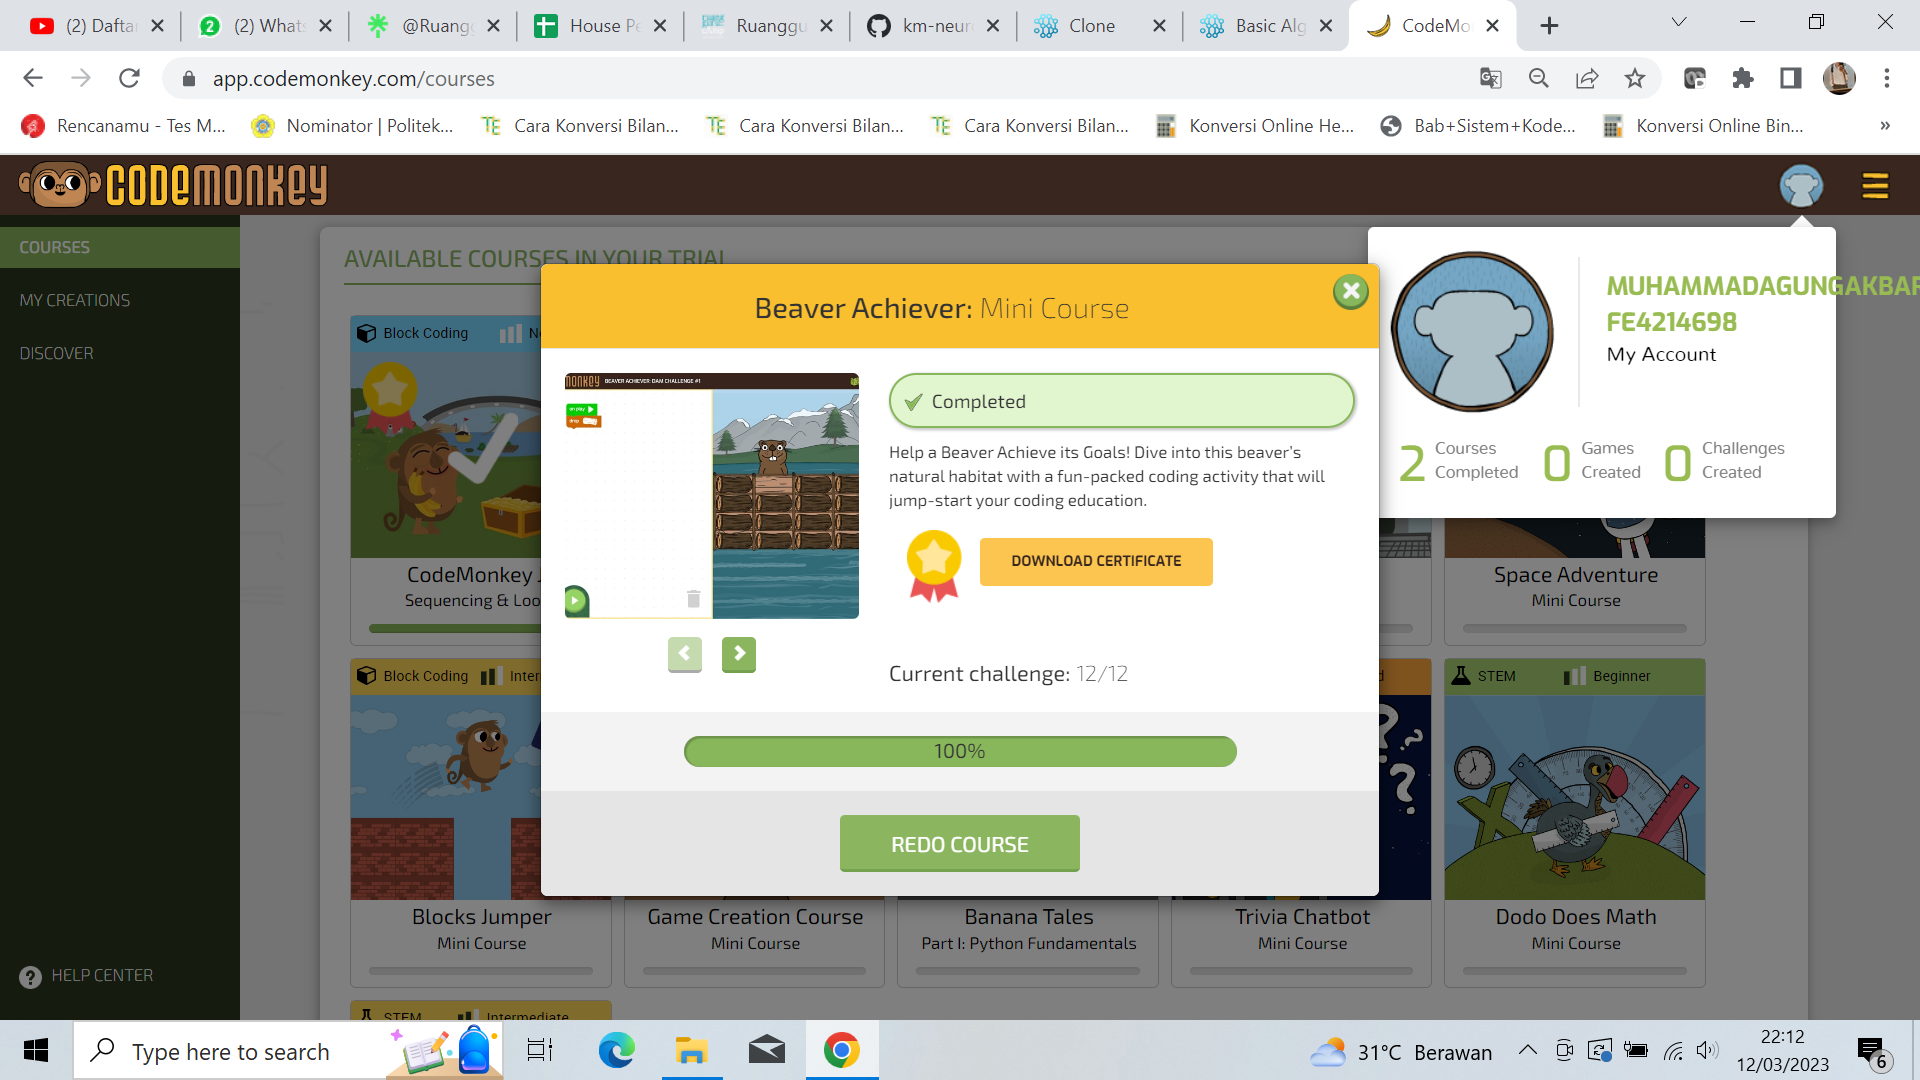 (2) Daftar
(2) Whats
@Ruangg
House Pe
Ruanggu
km-neuro
Clone
Basic Alg
CodeMo
app.codemonkey.com/courses
Rencanamu - Tes M...
Nominator | Politek...
Cara Konversi Bilan...
Cara Konversi Bilan...
Cara Konversi Bilan...
Konversi Online He...
Bab+Sistem+Kode...
Konversi Online Bin...
»
CODEMONKEY
COURSES
MY CREATIONS
DISCOVER
HELP CENTER
AVAILABLE COURSES IN YOUR TRIAL
Block Coding
CodeMonkey J
Sequencing & Loo
Beaver Achiever: Mini Course
MONKEY BEAVER ACHIEVER: DAM CHALLENGE #1
on play
drop
Completed
Help a Beaver Achieve its Goals! Dive into this beaver's
natural habitat with a fun-packed coding activity that will
jump-start your coding education.
DOWNLOAD CERTIFICATE
Current challenge: 12/12
100%
REDO COURSE
MUHAMMADAGUNGAKBAR
FE4214698
My Account
2 Courses Completed
0 Games Created
0 Challenges Created
Space Adventure
Mini Course
Block Coding
Inter
Blocks Jumper
Mini Course
Game Creation Course
Mini Course
Banana Tales
Part I: Python Fundamentals
Trivia Chatbot
Mini Course
STEM
Beginner
Dodo Does Math
Mini Course
STEM
Intermediate
Type here to search
31°C Berawan
22:12
12/03/2023
6